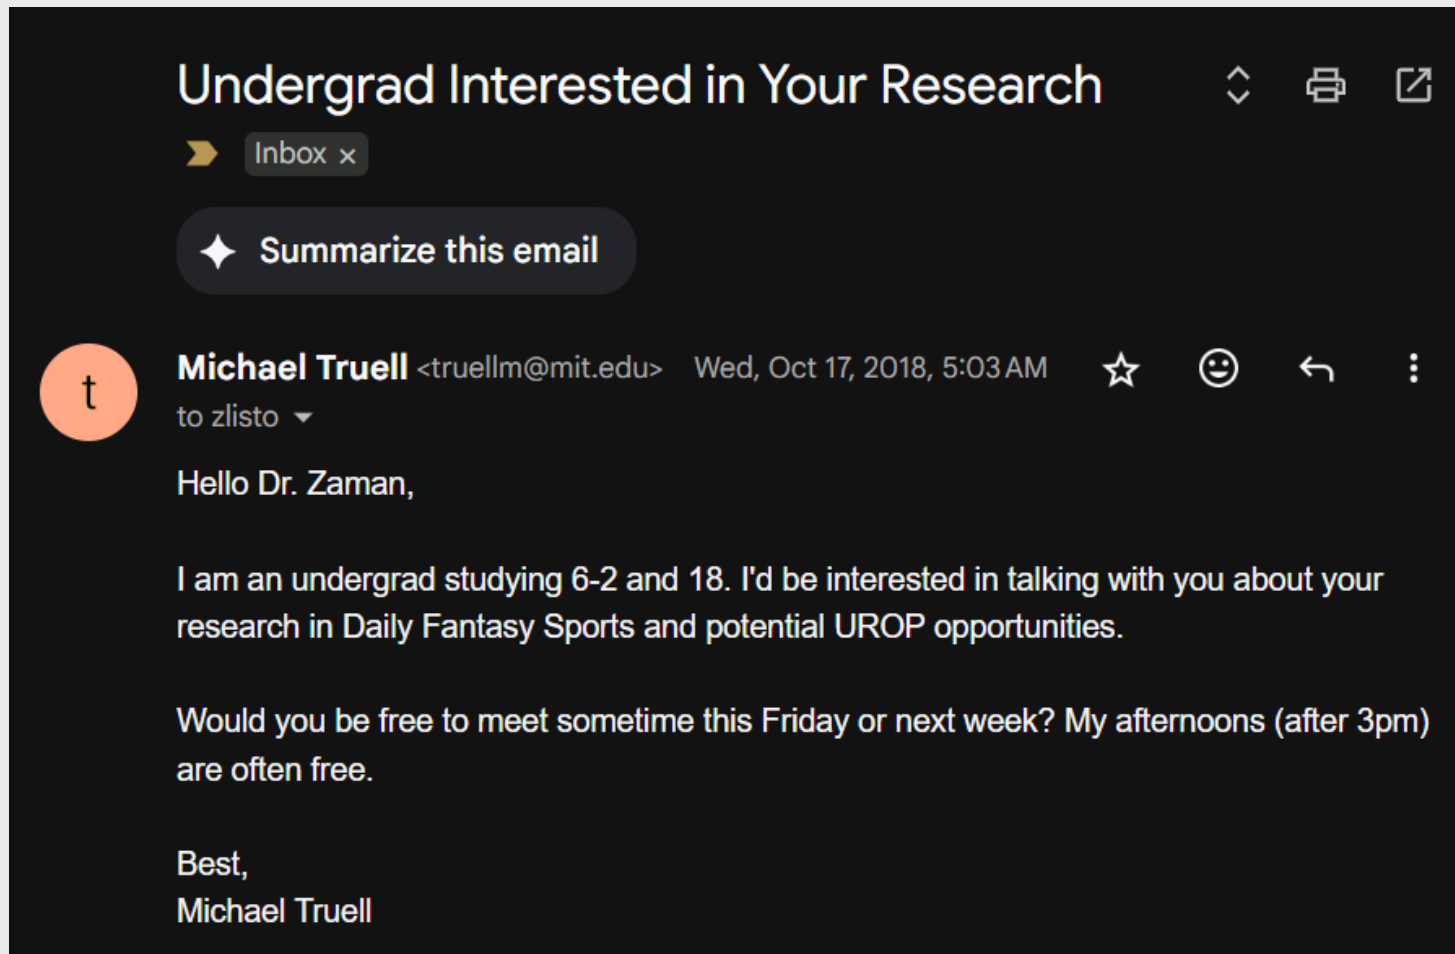 Undergrad Interested in Your Research
Inbox ×
Summarize this email
t
Michael Truell <truellm@mit.edu> Wed, Oct 17, 2018, 5:03 AM
to zlisto
Hello Dr. Zaman,
I am an undergrad studying 6-2 and 18. I'd be interested in talking with you about your
research in Daily Fantasy Sports and potential UROP opportunities.
Would you be free to meet sometime this Friday or next week? My afternoons (after 3pm)
are often free.
Best,
Michael Truell